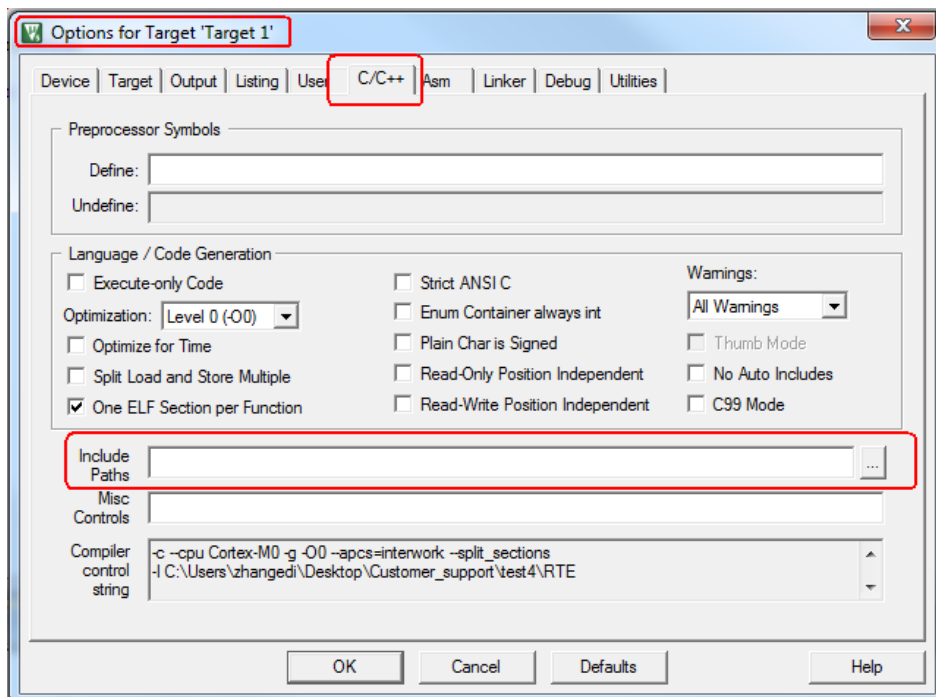 Options for Target 'Target 1'
Device Target Output Listing User C/C++ Asm Linker Debug Utilities
Preprocessor Symbols
Define:
Undefine:
Language / Code Generation
Execute-only Code
Strict ANSI C
Warnings:
Optimization: Level 0 (-O0)
Enum Container always int
All Warnings
Optimize for Time
Plain Char is Signed
Thumb Mode
Split Load and Store Multiple
Read-Only Position Independent
No Auto Includes
One ELF Section per Function
Read-Write Position Independent
C99 Mode
Include
Paths
...
Misc
Controls
Compiler
control
string
-c --cpu Cortex-M0 -g -O0 --apcs=interwork --split_sections
-I C:\Users\zhangedi\Desktop\Customer_support\test4\RTE
OK Cancel Defaults Help